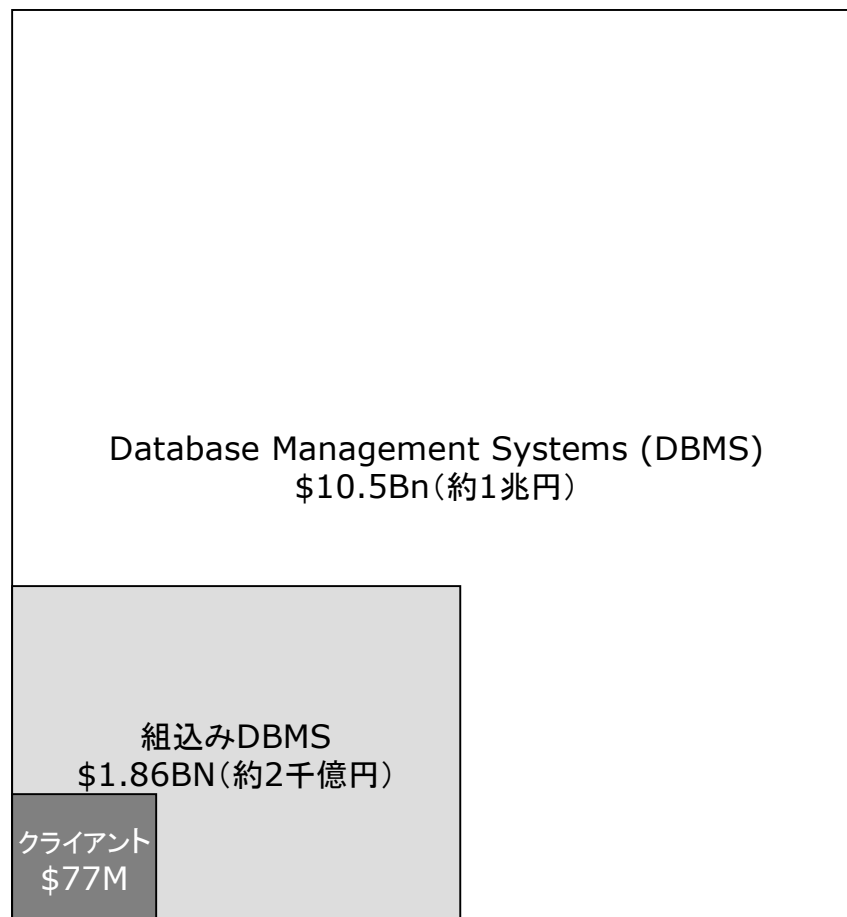 Database Management Systems (DBMS)
$10.5Bn（約1兆円）
組込みDBMS
$1.86BN（約2千億円）
クライアント
$77M